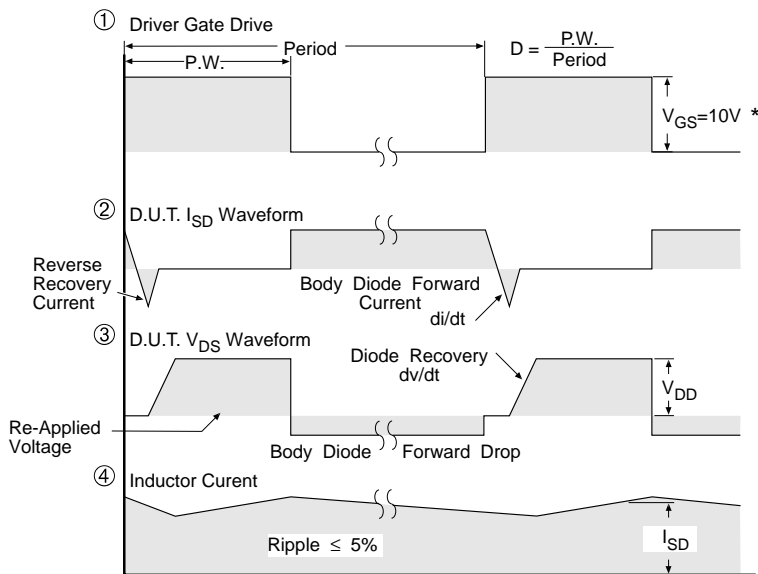 ① Driver Gate Drive
Period
P.W.
D = P.W. / Period
VGS=10V *
② D.U.T. ISD Waveform
Reverse
Recovery
Current
Body Diode Forward
Current
di/dt
③ D.U.T. VDS Waveform
Diode Recovery
dv/dt
VDD
Re-Applied
Voltage
Body Diode Forward Drop
④ Inductor Curent
Ripple ≤ 5%
ISD